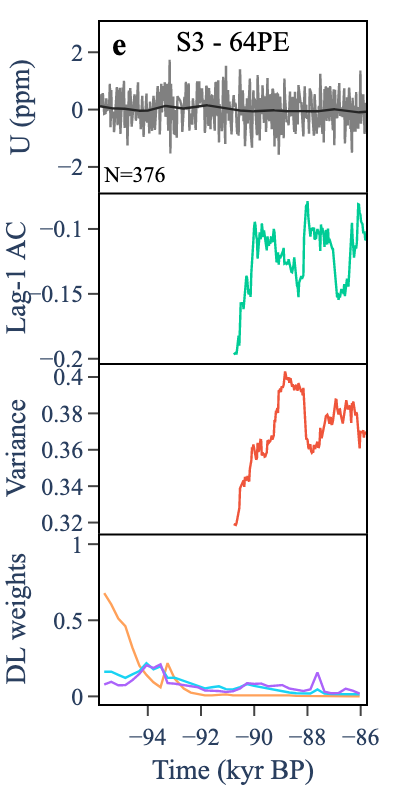 e S3 - 64PE
U (ppm)
2
0
−2
N=376
Lag-1 AC
−0.1
−0.15
−0.2
Variance
0.4
0.38
0.36
0.34
0.32
DL weights
1
0.5
0
−94 −92 −90 −88 −86
Time (kyr BP)